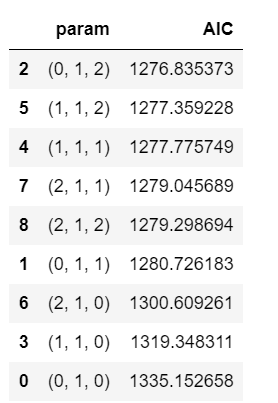 param AIC
2 (0, 1, 2) 1276.835373
5 (1, 1, 2) 1277.359228
4 (1, 1, 1) 1277.775749
7 (2, 1, 1) 1279.045689
8 (2, 1, 2) 1279.298694
1 (0, 1, 1) 1280.726183
6 (2, 1, 0) 1300.609261
3 (1, 1, 0) 1319.348311
0 (0, 1, 0) 1335.152658